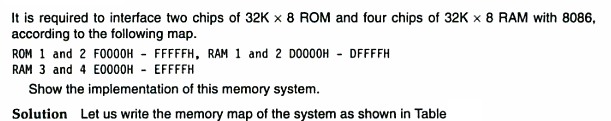 It is required to interface two chips of 32K × 8 ROM and four chips of 32K × 8 RAM with 8086,
according to the following map.
ROM 1 and 2 F0000H - FFFFFH, RAM 1 and 2 D0000H - DFFFFH
RAM 3 and 4 E0000H - EFFFFH
Show the implementation of this memory system.
Solution Let us write the memory map of the system as shown in Table